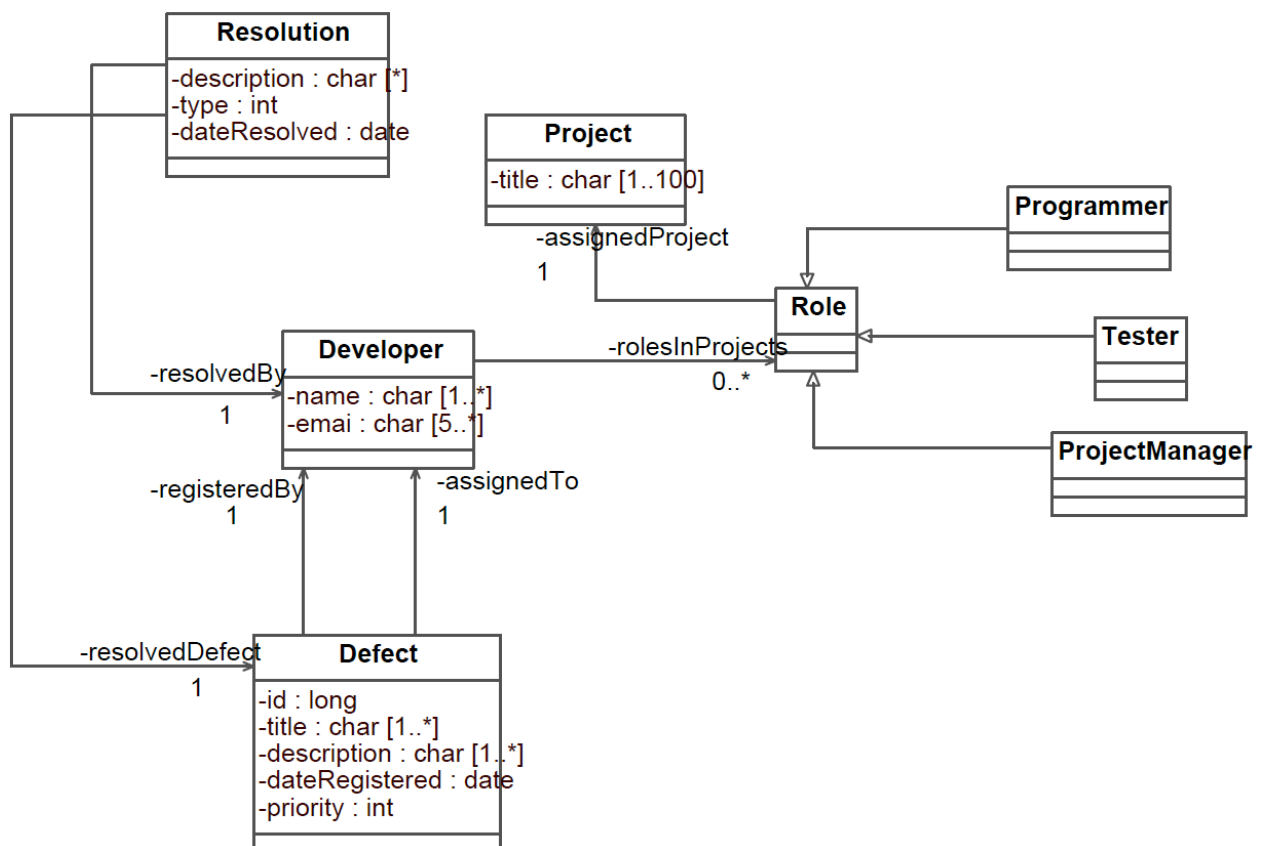 Resolution
-description : char [*]
-type : int
-dateResolved : date
Project
-title : char [1..100]
-assignedProject
1
Programmer
Role
Tester
ProjectManager
Developer
-name : char [1..*]
-emai : char [5..*]
-rolesInProjects
0..*
-resolvedBy
1
-registeredBy
1
-assignedTo
1
-resolvedDefect
1
Defect
-id : long
-title : char [1..*]
-description : char [1..*]
-dateRegistered : date
-priority : int